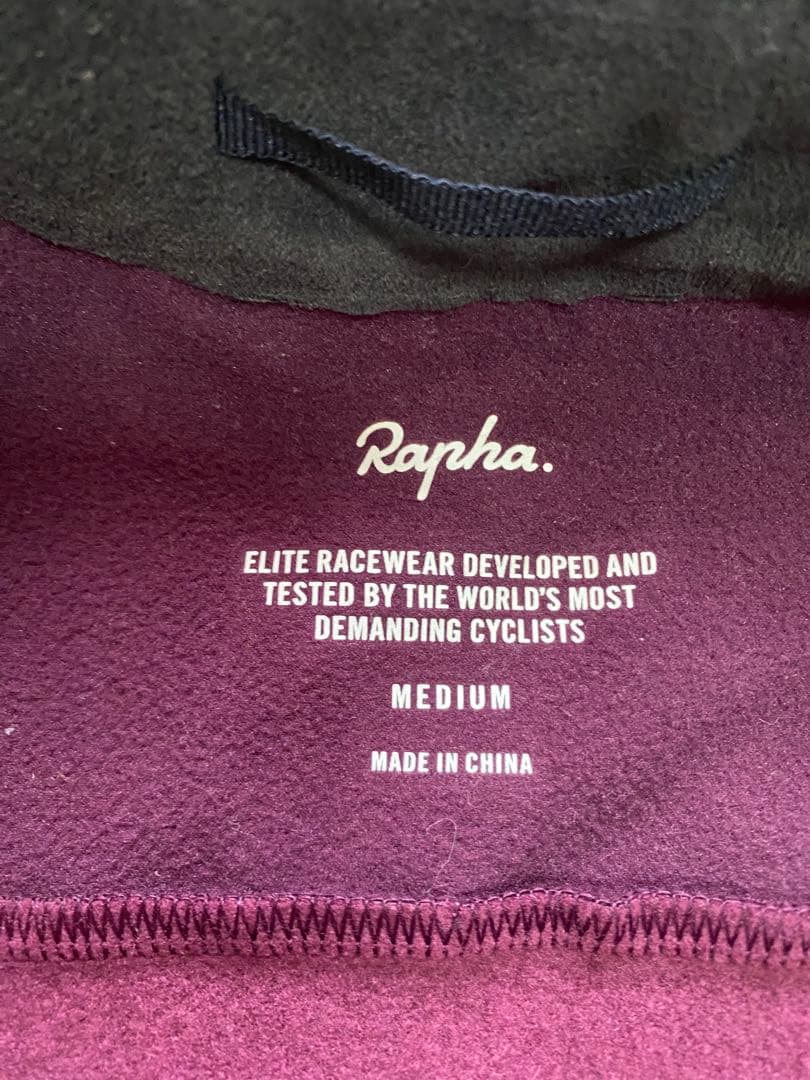 Rapha.
ELITE RACEWEAR DEVELOPED AND
TESTED BY THE WORLD'S MOST
DEMANDING CYCLISTS
MEDIUM
MADE IN CHINA